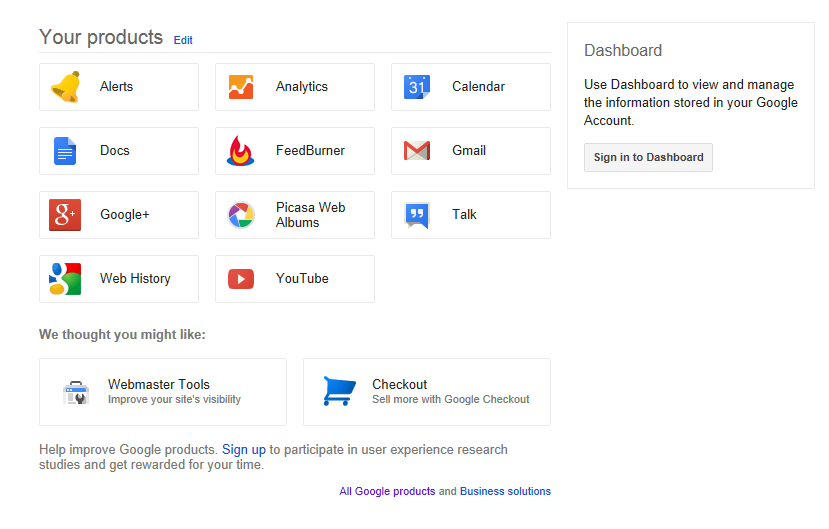 Your products Edit
Alerts
Analytics
31
Calendar
Docs
FeedBurner
Gmail
g+
Google+
Picasa Web
Albums
Talk
Web History
YouTube
We thought you might like:
Webmaster Tools
Improve your site's visibility
Checkout
Sell more with Google Checkout
Help improve Google products. Sign up to participate in user experience research
studies and get rewarded for your time.
All Google products and Business solutions
Dashboard
Use Dashboard to view and manage
the information stored in your Google
Account.
Sign in to Dashboard